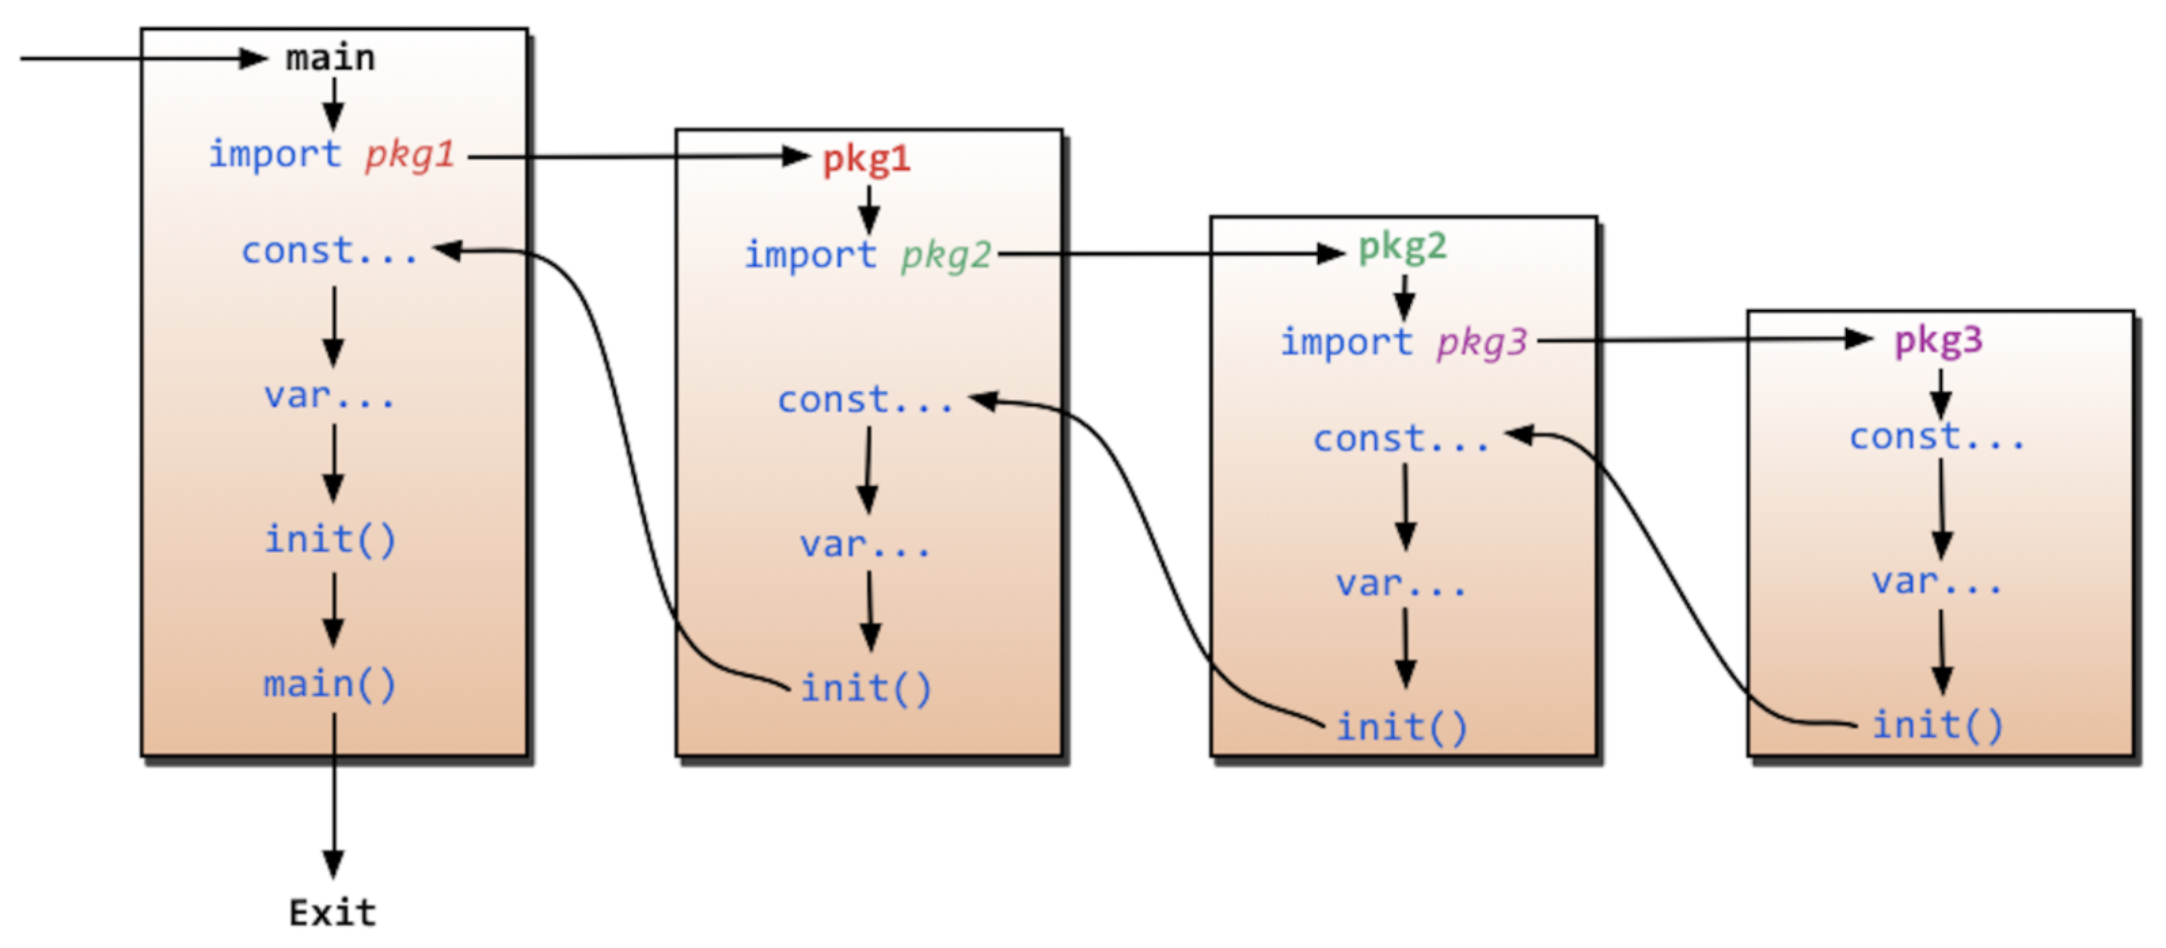 main
import pkg1
const...
var...
init()
main()
Exit
pkg1
import pkg2
const...
var...
init()
pkg2
import pkg3
const...
var...
init()
pkg3
const...
var...
init()